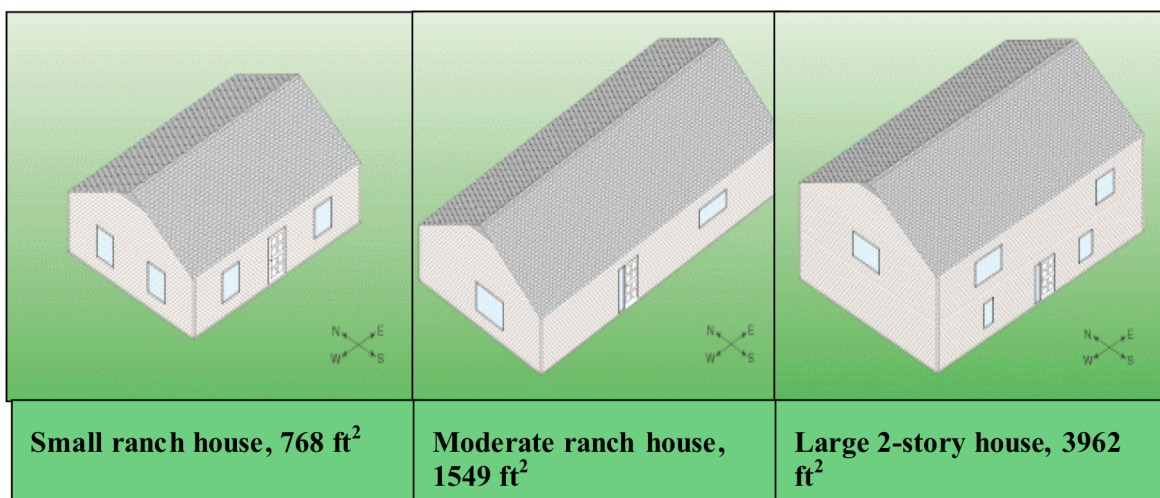 N E
W S
N E
W S
N E
W S
Small ranch house, 768 ft²
Moderate ranch house,
1549 ft²
Large 2-story house, 3962
ft²